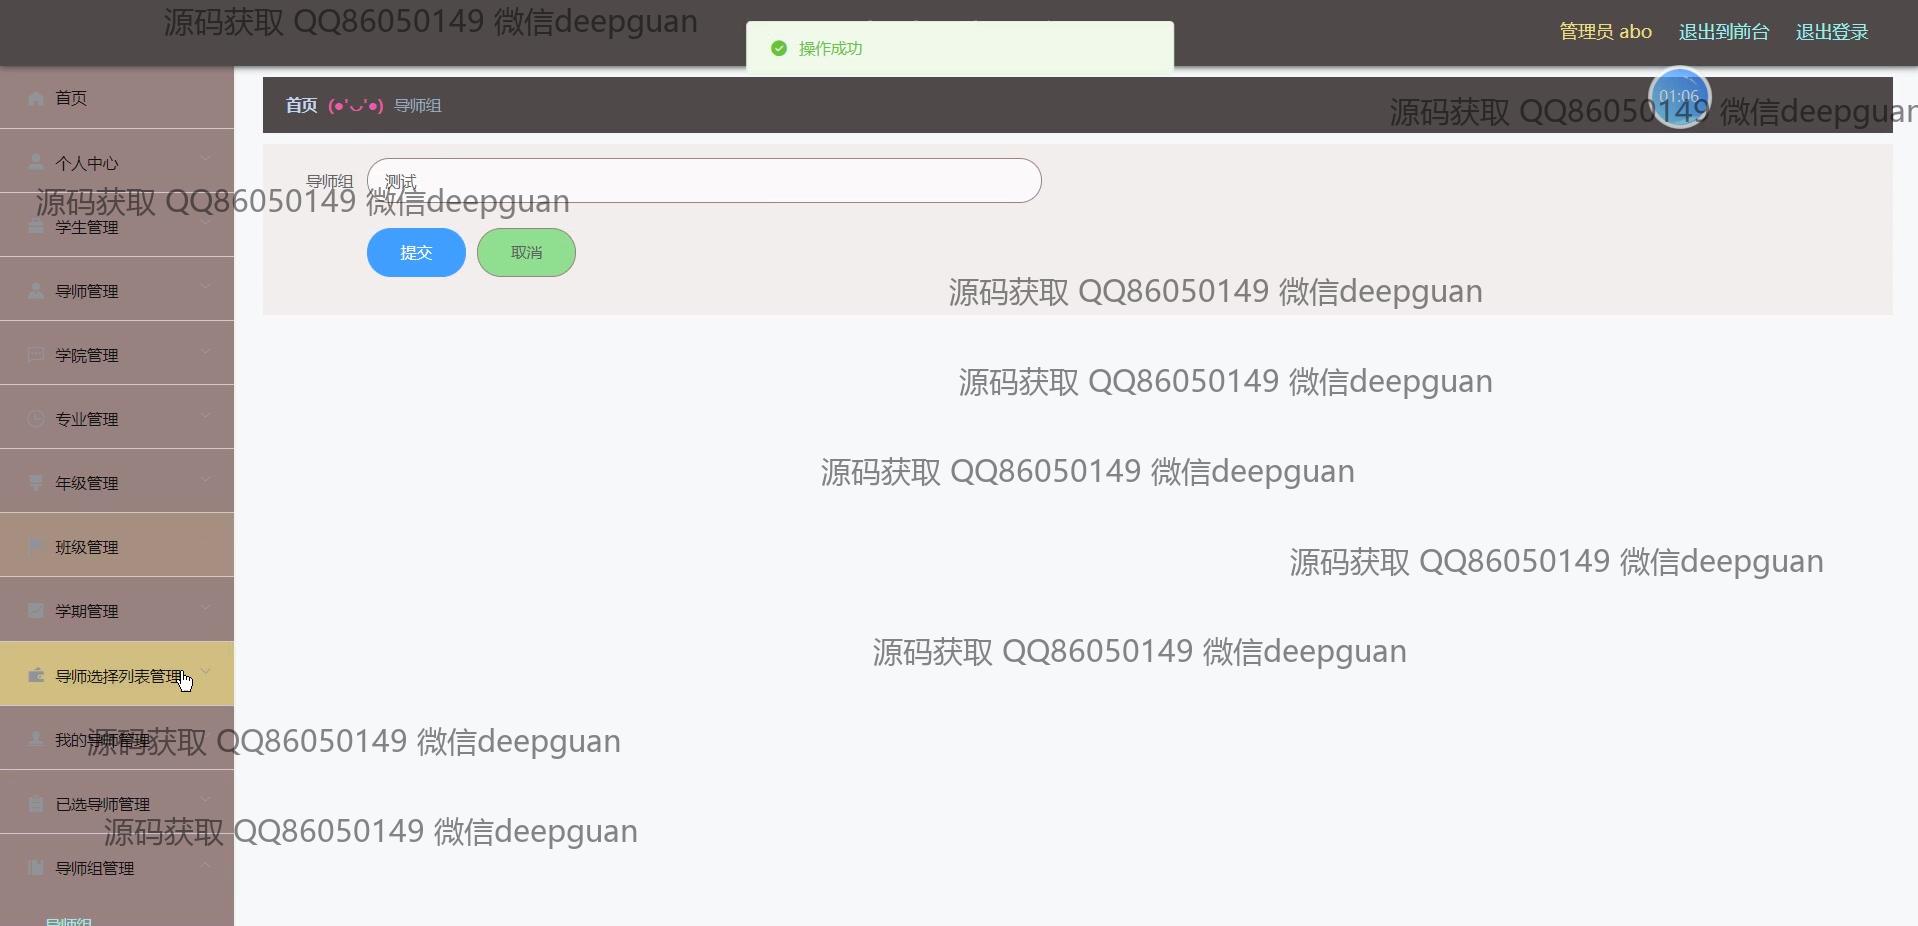 源码获取 QQ86050149 微信deepguan
操作成功
管理员 abo
退出到前台
退出登录
首页
首页 (●'◡'●) 导师组
01:06
源码获取 QQ86050149 微信deepguan
个人中心
导师组
测试
源码获取 QQ86050149 微信deepguan
学生管理
提交
取消
导师管理
源码获取 QQ86050149 微信deepguan
学院管理
源码获取 QQ86050149 微信deepguan
专业管理
源码获取 QQ86050149 微信deepguan
年级管理
班级管理
源码获取 QQ86050149 微信deepguan
学期管理
源码获取 QQ86050149 微信deepguan
导师选择列表管理
我的导师管理
源码获取 QQ86050149 微信deepguan
已选导师管理
源码获取 QQ86050149 微信deepguan
导师组管理
导师组